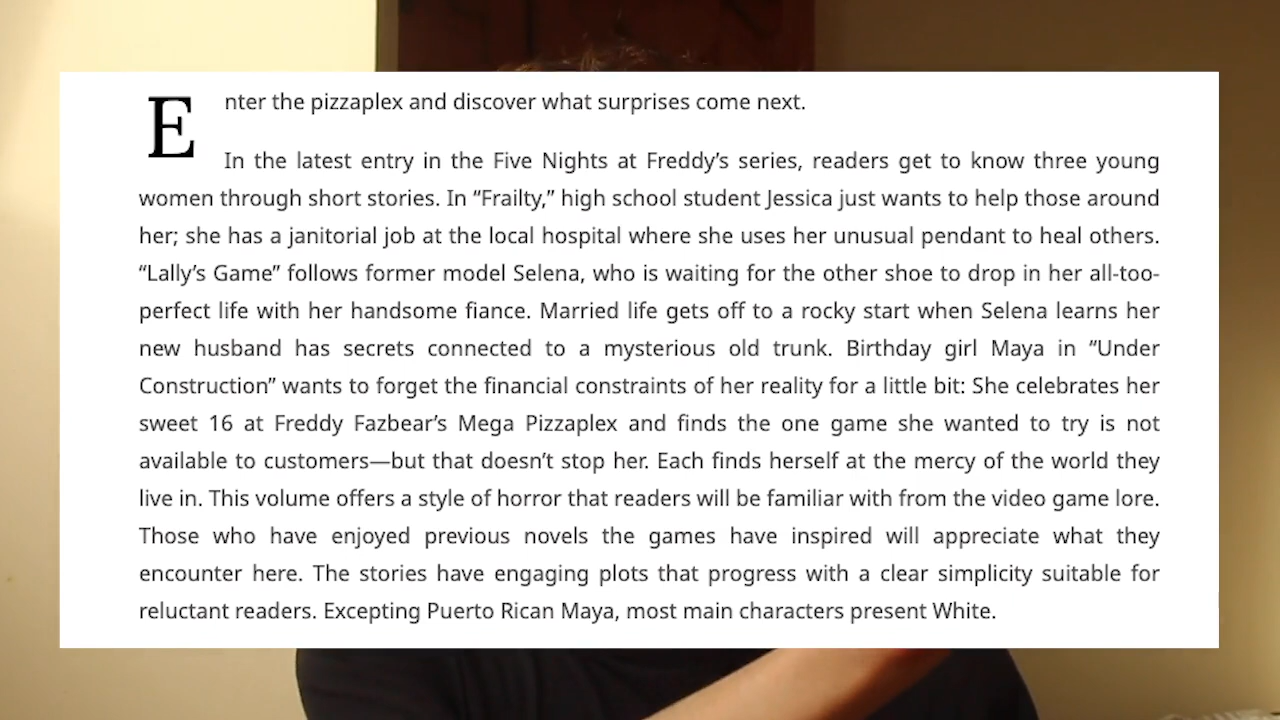 Enter the pizzaplex and discover what surprises come next.
In the latest entry in the Five Nights at Freddy’s series, readers get to know three young
women through short stories. In “Frailty,” high school student Jessica just wants to help those around
her; she has a janitorial job at the local hospital where she uses her unusual pendant to heal others.
“Lally’s Game” follows former model Selena, who is waiting for the other shoe to drop in her all-too-
perfect life with her handsome fiance. Married life gets off to a rocky start when Selena learns her
new husband has secrets connected to a mysterious old trunk. Birthday girl Maya in “Under
Construction” wants to forget the financial constraints of her reality for a little bit: She celebrates her
sweet 16 at Freddy Fazbear’s Mega Pizzaplex and finds the one game she wanted to try is not
available to customers—but that doesn’t stop her. Each finds herself at the mercy of the world they
live in. This volume offers a style of horror that readers will be familiar with from the video game lore.
Those who have enjoyed previous novels the games have inspired will appreciate what they
encounter here. The stories have engaging plots that progress with a clear simplicity suitable for
reluctant readers. Excepting Puerto Rican Maya, most main characters present White.